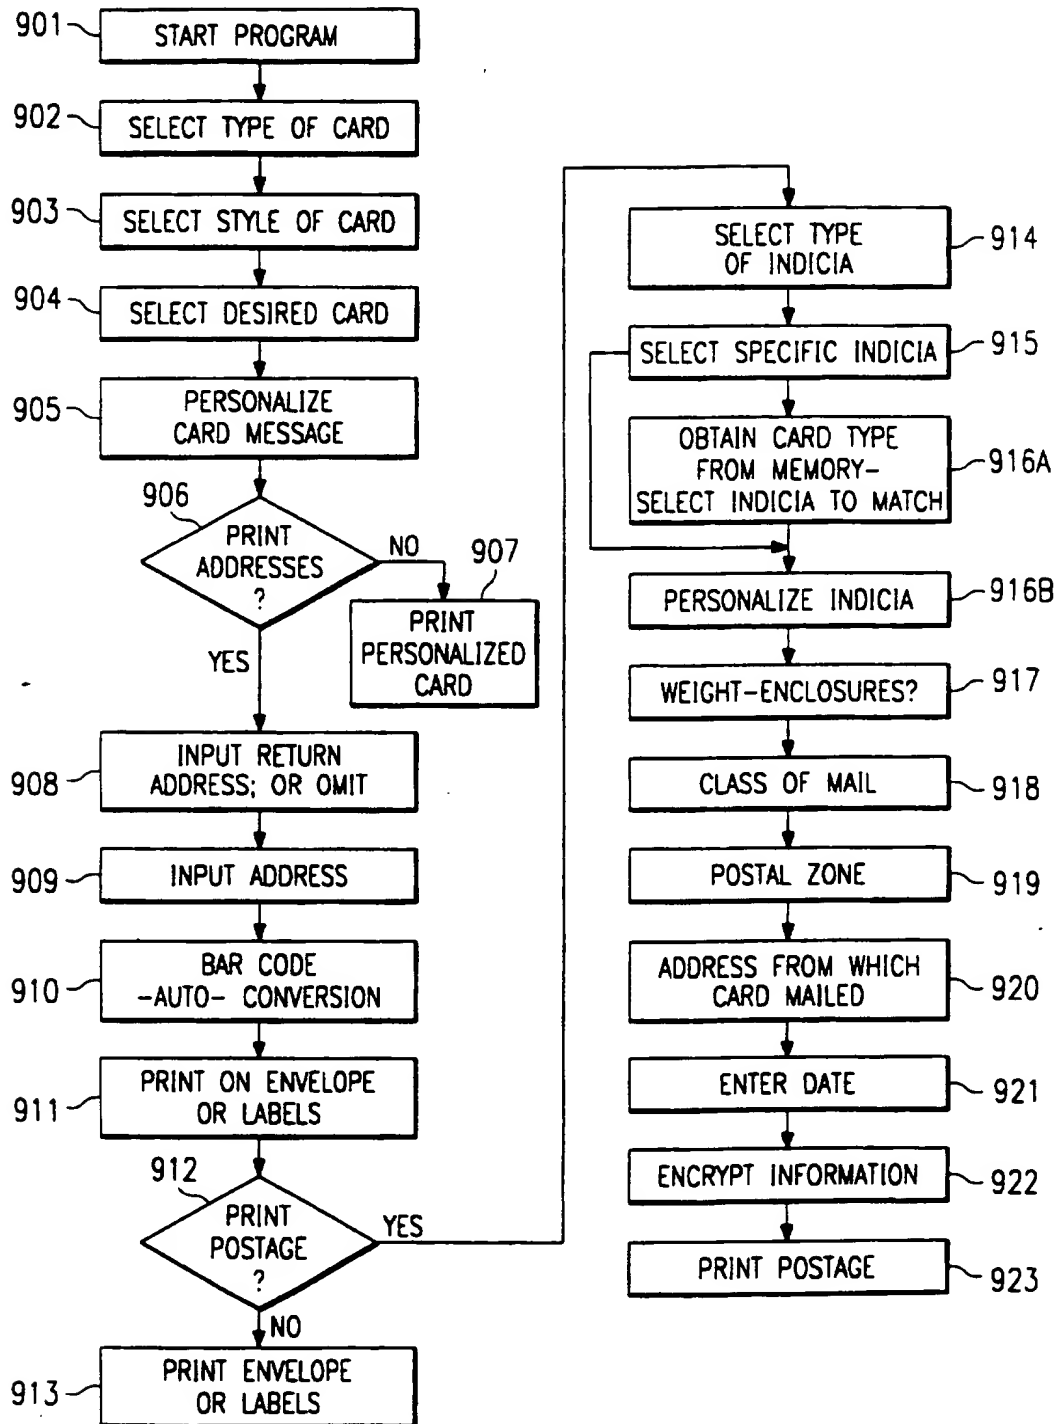 901
START PROGRAM
902
SELECT TYPE OF CARD
903
SELECT STYLE OF CARD
904
SELECT DESIRED CARD
905
PERSONALIZE
CARD MESSAGE
906
PRINT
ADDRESSES
?
NO
907
PRINT
PERSONALIZED
CARD
YES
908
INPUT RETURN
ADDRESS; OR OMIT
909
INPUT ADDRESS
910
BAR CODE
-AUTO- CONVERSION
911
PRINT ON ENVELOPE
OR LABELS
912
PRINT
POSTAGE
?
YES
NO
913
PRINT ENVELOPE
OR LABELS
SELECT TYPE
OF INDICIA
914
SELECT SPECIFIC INDICIA
915
OBTAIN CARD TYPE
FROM MEMORY-
SELECT INDICIA TO MATCH
916A
PERSONALIZE INDICIA
916B
WEIGHT-ENCLOSURES?
917
CLASS OF MAIL
918
POSTAL ZONE
919
ADDRESS FROM WHICH
CARD MAILED
920
ENTER DATE
921
ENCRYPT INFORMATION
922
PRINT POSTAGE
923